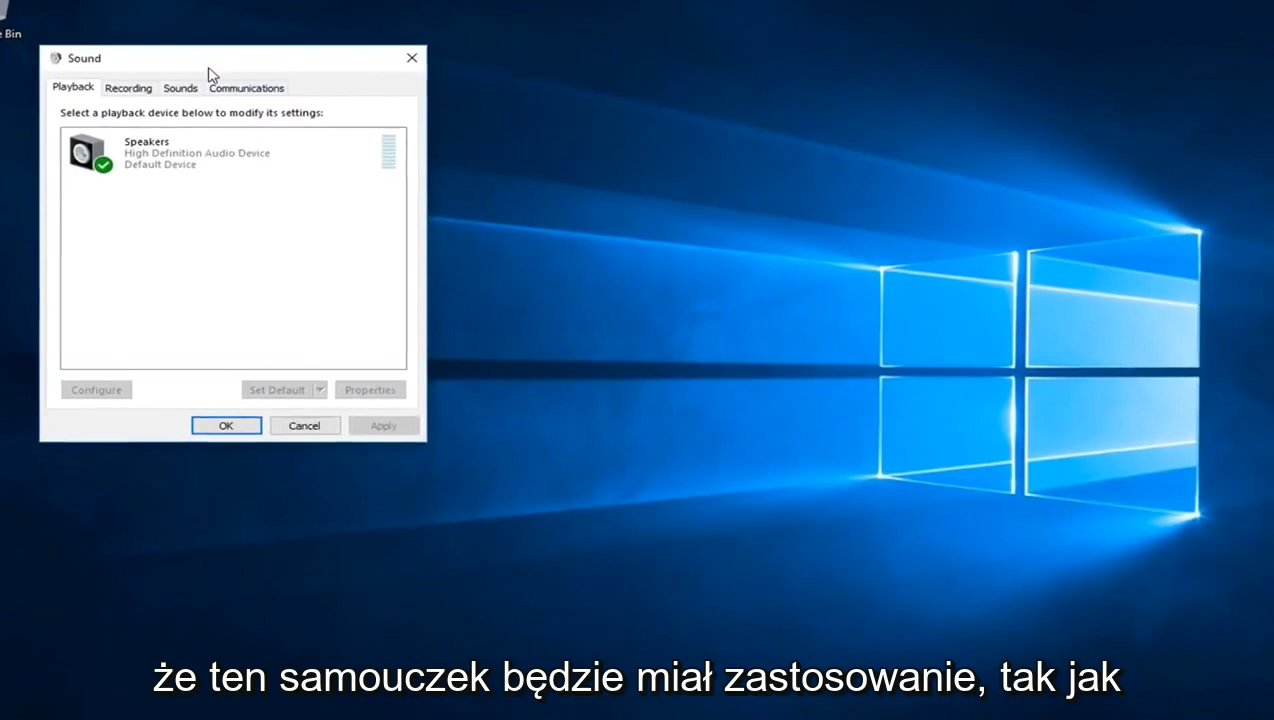 e Bin
Sound
Playback Recording Sounds Communications
Select a playback device below to modify its settings:
Speakers
High Definition Audio Device
Default Device
Configure Set Default Properties
OK Cancel Apply
że ten samouczek będzie miał zastosowanie, tak jak